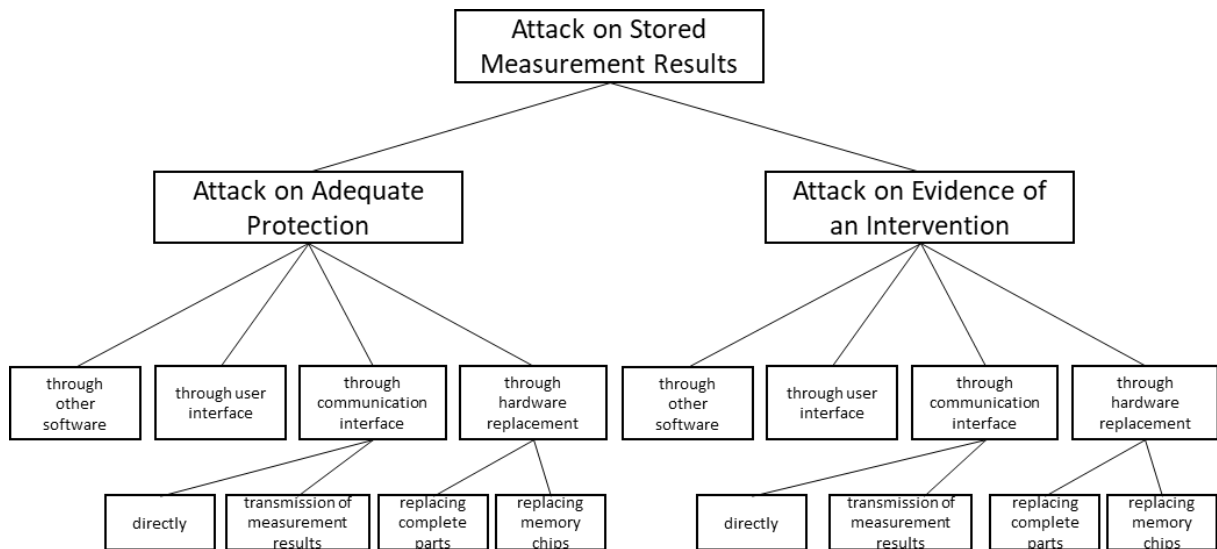 Attack on Stored
Measurement Results
Attack on Adequate
Protection
Attack on Evidence of
an Intervention
through
other
software
through user
interface
through
communication
interface
through
hardware
replacement
through
other
software
through user
interface
through
communication
interface
through
hardware
replacement
directly
transmission of
measurement
results
replacing
complete
parts
replacing
memory
chips
directly
transmission of
measurement
results
replacing
complete
parts
replacing
memory
chips